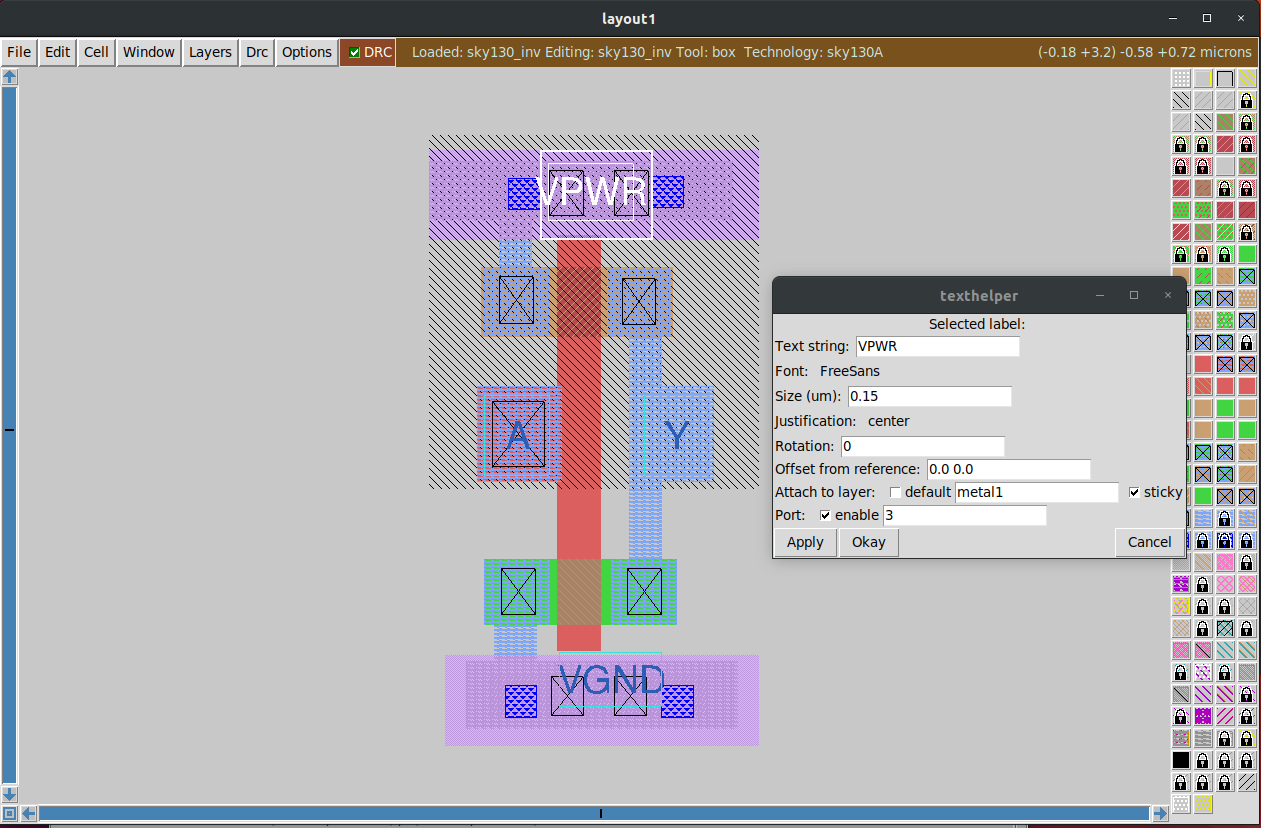 layout1
File Edit Cell Window Layers Drc Options DRC Loaded: sky130_inv Editing: sky130_inv Tool: box Technology: sky130A (-0.18 +3.2) -0.58 +0.72 microns
VPWR
A Y
VGND
texthelper
Selected label:
Text string: VPWR
Font: FreeSans
Size (um): 0.15
Justification: center
Rotation: 0
Offset from reference: 0.0 0.0
Attach to layer: default metal1 sticky
Port: enable 3
Apply Okay Cancel